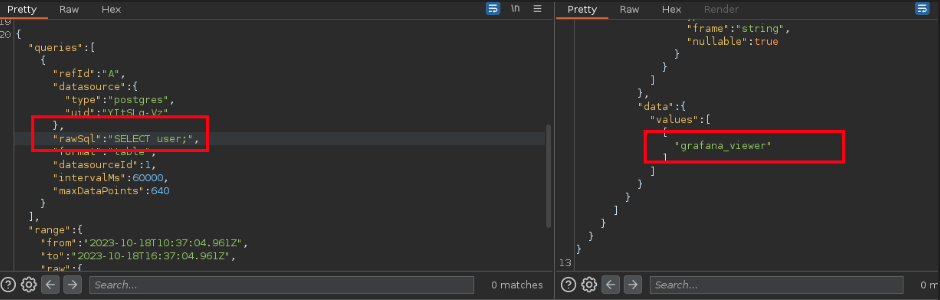 Pretty Raw Hex \n
19
20 {
"queries":[
{
"refId":"A",
"datasource":{
"type":"postgres",
"uid":"YItSLg-Vz"
},
"rawSql":"SELECT user;",
"format":"table",
"datasourceId":1,
"intervalMs":60000,
"maxDataPoints":640
}
],
"range":{
"from":"2023-10-18T10:37:04.961Z",
"to":"2023-10-18T16:37:04.961Z",
"raw":{
Search...
0 matches
Pretty Raw Hex Render
},
"frame":"string",
"nullable":true
}
}
]
},
"data":{
"values":[
[
"grafana_viewer"
]
]
}
}
]
}
}
}
13
Search...
0 m